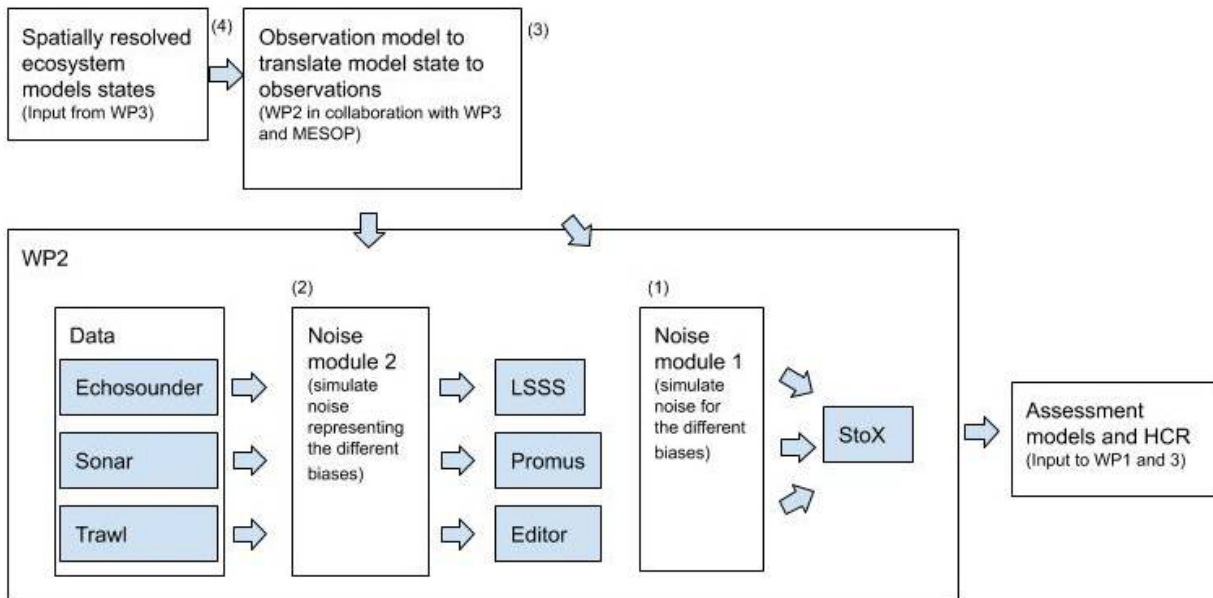 Spatially resolved
ecosystem
models states
(Input from WP3)
(4)
Observation model to
translate model state to
observations
(WP2 in collaboration with WP3
and MESOP)
(3)
WP2
Data
Echosounder
Sonar
Trawl
(2)
Noise
module 2
(simulate
noise
representing
the different
biases)
LSSS
Promus
Editor
(1)
Noise
module 1
(simulate
noise for
the different
biases)
StoX
Assessment
models and HCR
(Input to WP1 and 3)